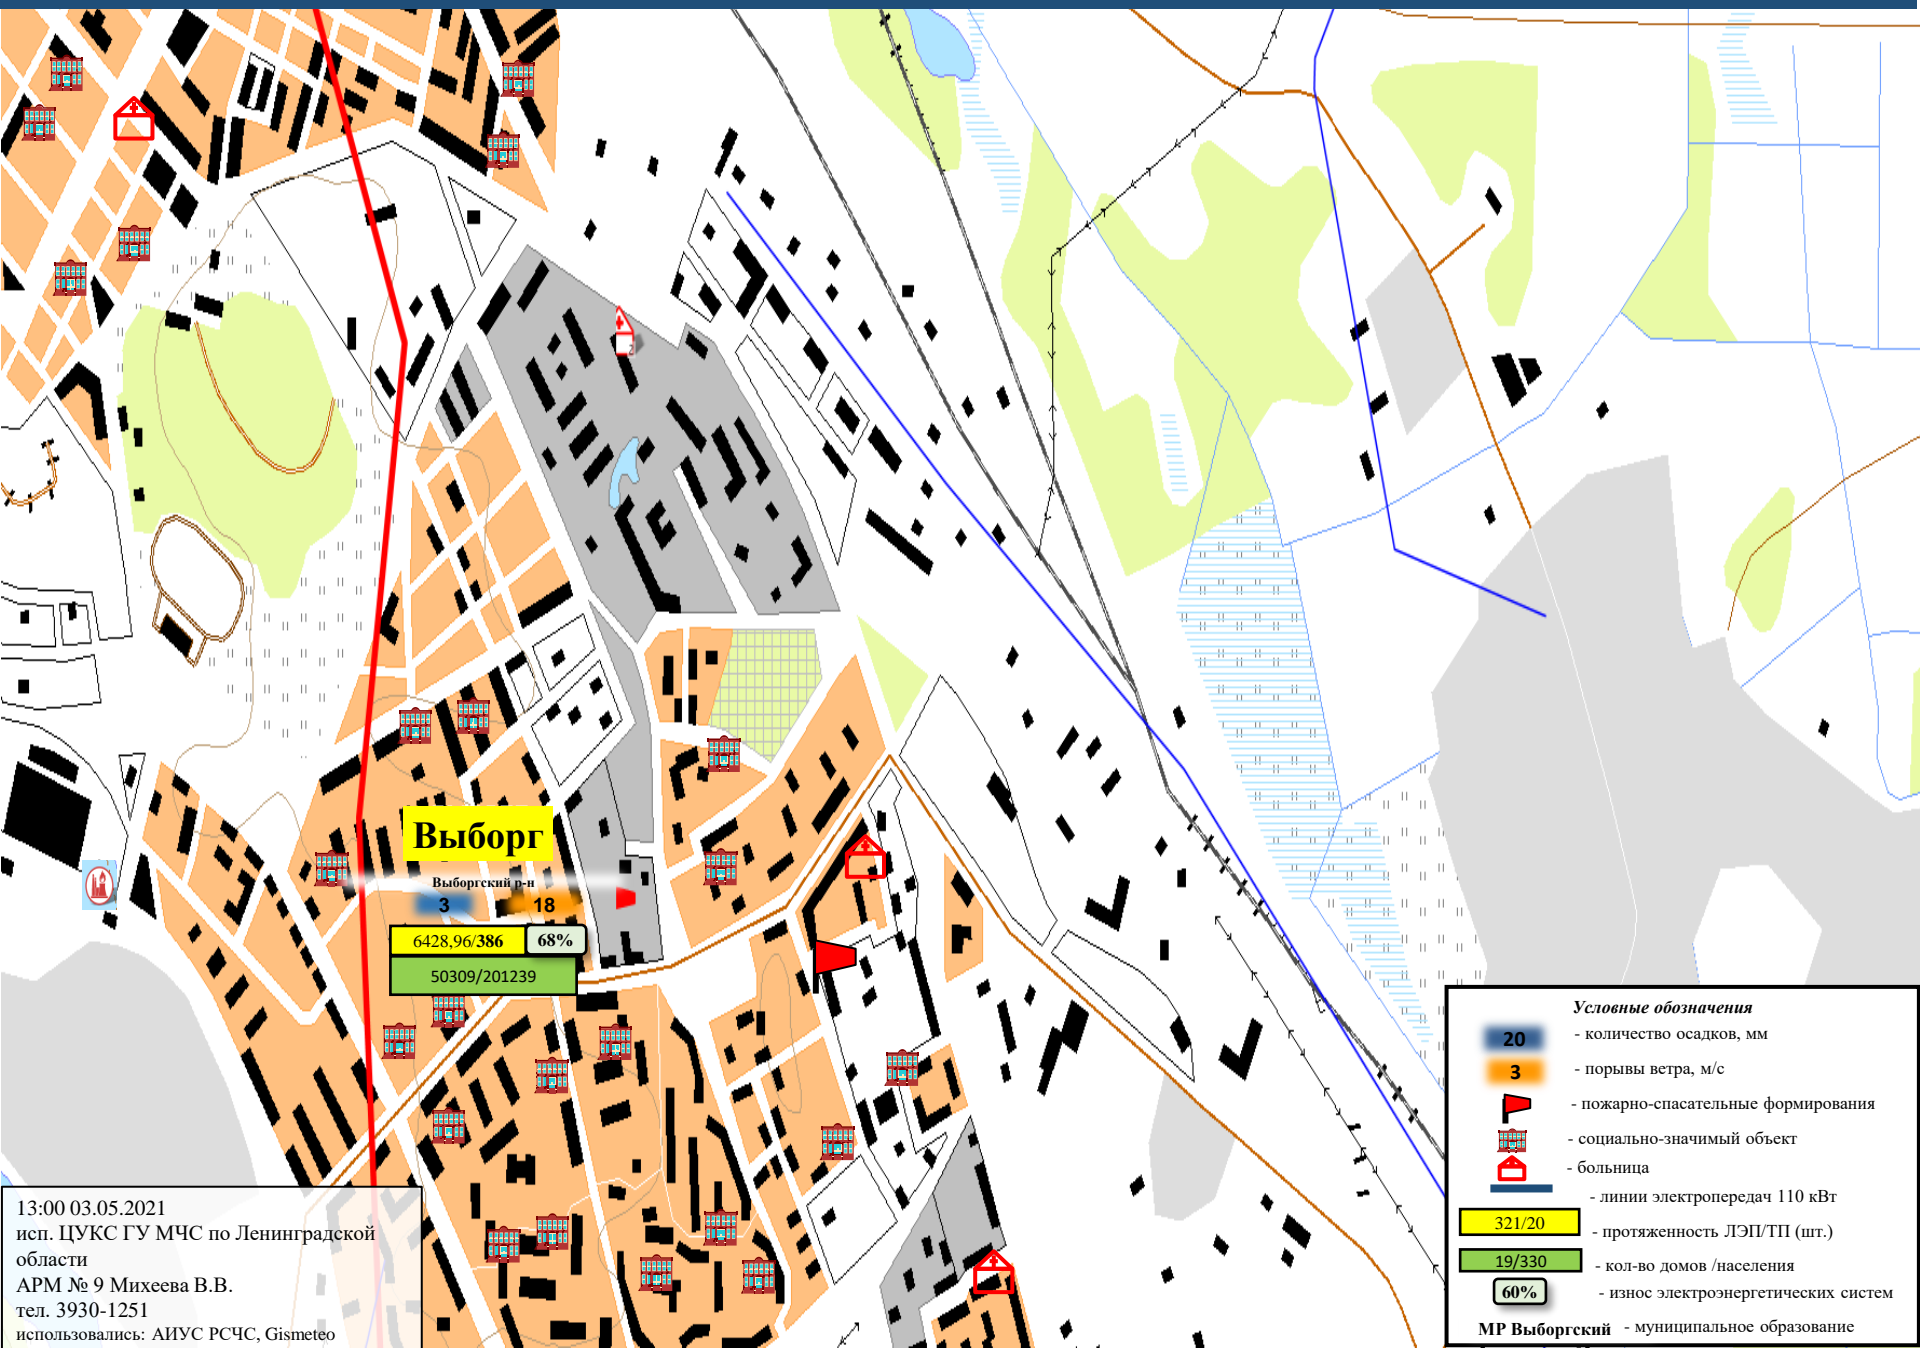 Выборг
Выборгский р-н
3 18
6428,96/386 68%
50309/201239
13:00 03.05.2021
исп. ЦУКС ГУ МЧС по Ленинградской
области
АРМ № 9 Михеева В.В.
тел. 3930-1251
использовались: АИУС РСЧС, Gismeteo
Условные обозначения
20 - количество осадков, мм
3 - порывы ветра, м/с
- пожарно-спасательные формирования
- социально-значимый объект
- больница
- линии электропередач 110 кВт
321/20 - протяженность ЛЭП/ТП (шт.)
19/330 - кол-во домов /населения
60% - износ электроэнергетических систем
МР Выборгский - муниципальное образование